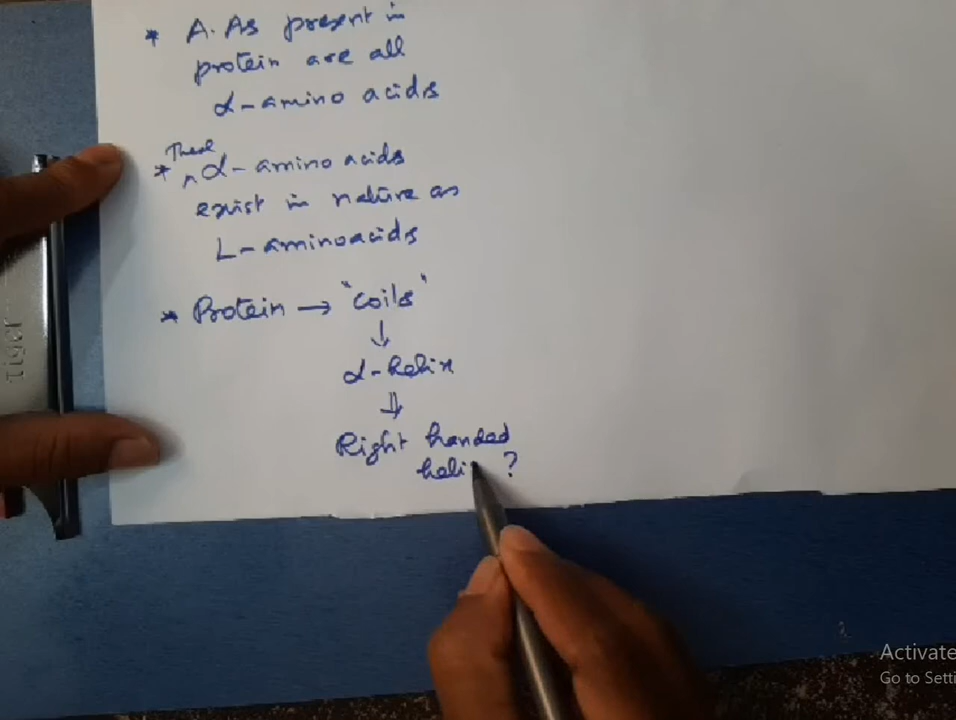 * A.As present in
protein are all
α-amino acids
These
* ^ α-amino acids
exist in nature as
L-aminoacids
* Protein → "coils"
↓
α-helix
⇓
Right handed
helix ?
Tiger
Activate
Go to Setti